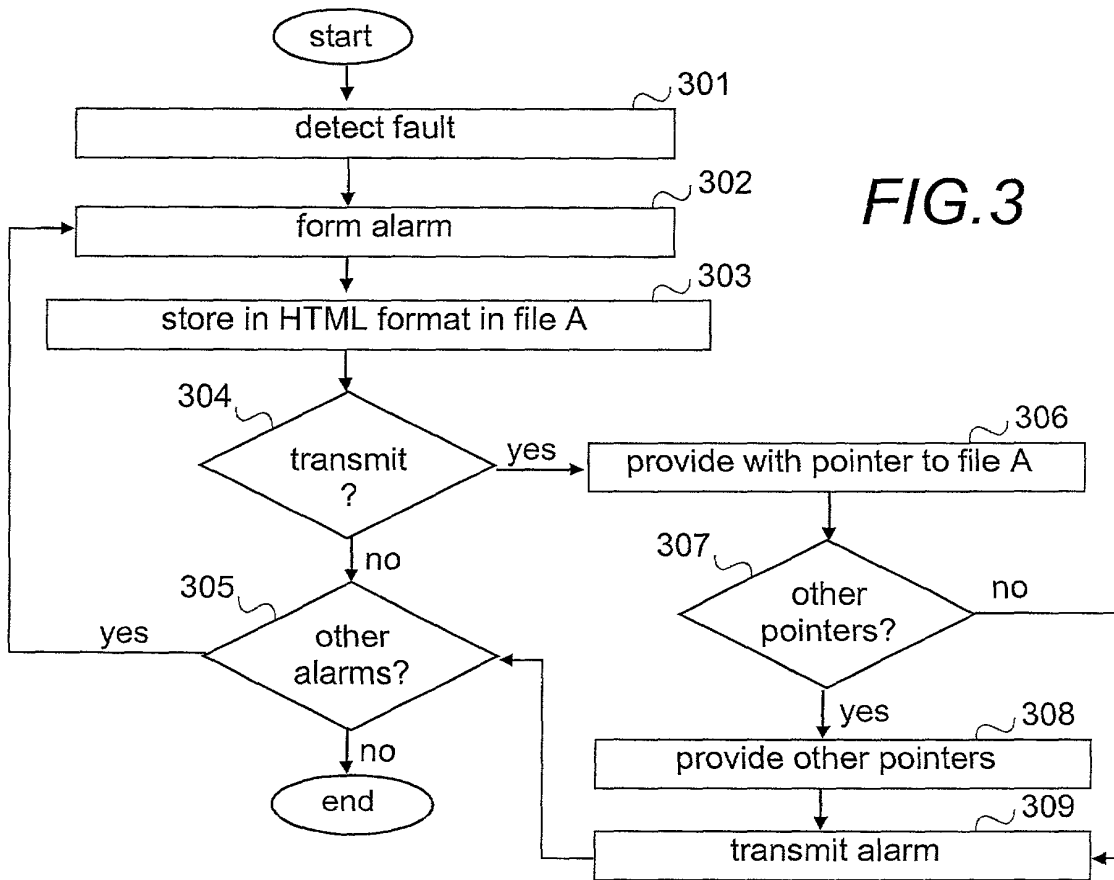 start
301
detect fault
302
form alarm
FIG.3
303
store in HTML format in file A
304
transmit
?
yes
306
provide with pointer to file A
no
307
other
pointers?
no
305
other
alarms?
yes
yes
308
provide other pointers
no
end
309
transmit alarm